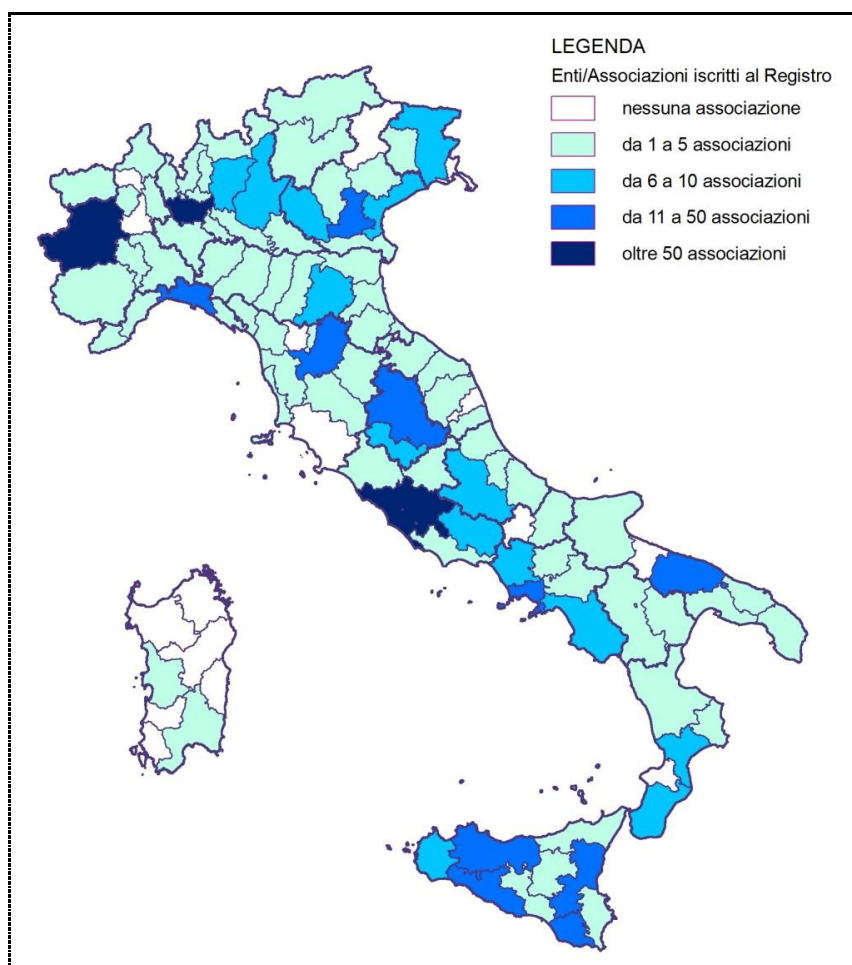 LEGENDA
Enti/Associazioni iscritti al Registro
nessuna associazione
da 1 a 5 associazioni
da 6 a 10 associazioni
da 11 a 50 associazioni
oltre 50 associazioni